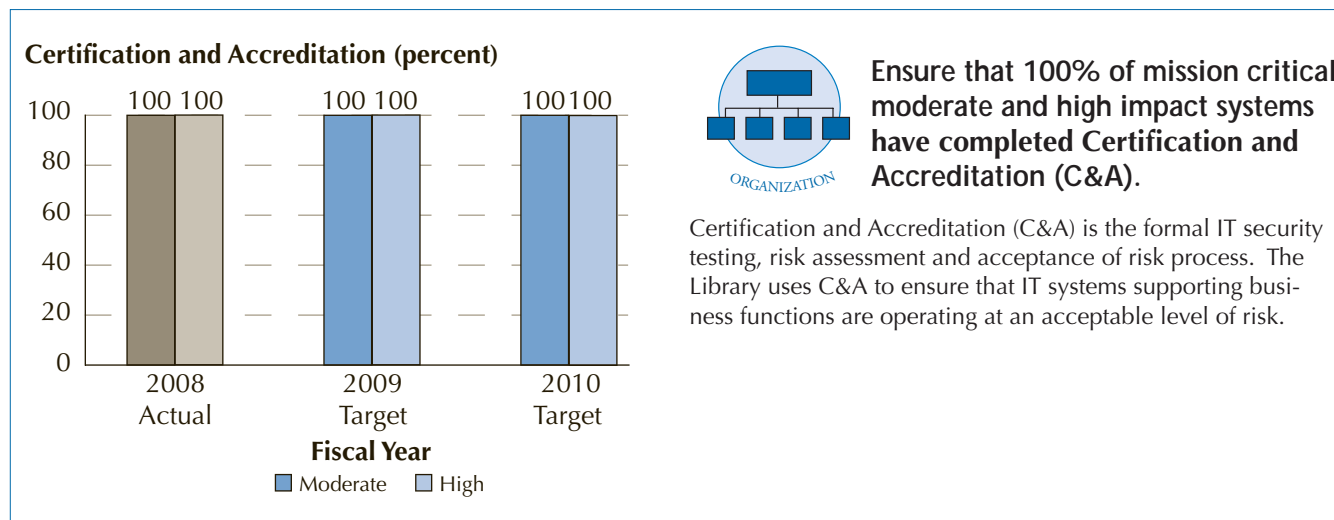 Certification and Accreditation (percent)
100 100 100 100 100 100
100
80
60
40
20
0
2008 2009 2010
Actual Target Target
Fiscal Year
Moderate High
ORGANIZATION
Ensure that 100% of mission critical
moderate and high impact systems
have completed Certification and
Accreditation (C&A).
Certification and Accreditation (C&A) is the formal IT security
testing, risk assessment and acceptance of risk process. The
Library uses C&A to ensure that IT systems supporting busi-
ness functions are operating at an acceptable level of risk.